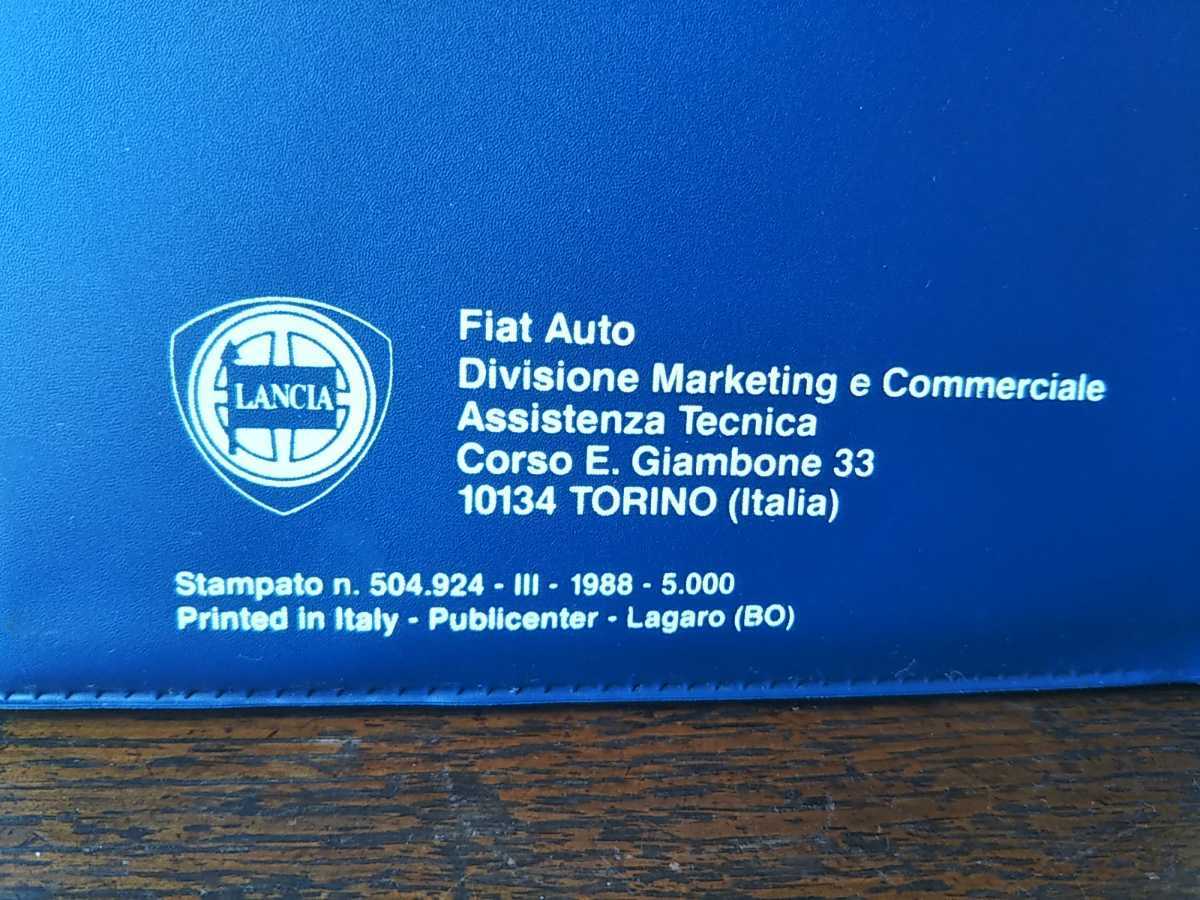 LANCIA
Fiat Auto
Divisione Marketing e Commerciale
Assistenza Tecnica
Corso E. Giambone 33
10134 TORINO (Italia)
Stampato n. 504.924 - III - 1988 - 5.000
Printed in Italy - Publicenter - Lagaro (BO)